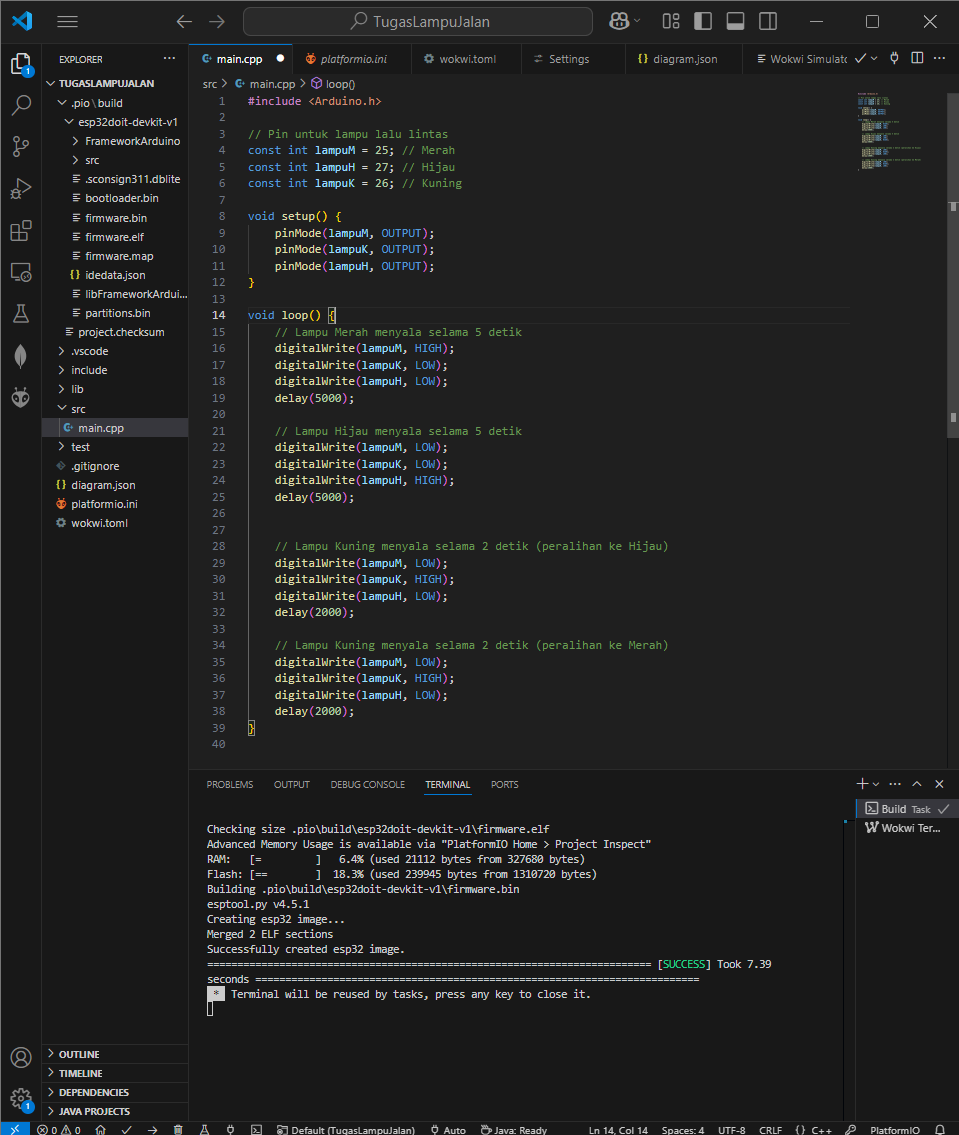 TugasLampuJalan
EXPLORER
TUGASLAMPUJALAN
.pio\build
esp32doit-devkit-v1
FrameworkArduino
src
.sconsign311.dblite
bootloader.bin
firmware.bin
firmware.elf
firmware.map
idedata.json
libFrameworkArdui...
partitions.bin
project.checksum
.vscode
include
lib
src
main.cpp
test
.gitignore
diagram.json
platformio.ini
wokwi.toml
OUTLINE
TIMELINE
DEPENDENCIES
JAVA PROJECTS
main.cpp platformio.ini wokwi.toml Settings diagram.json Wokwi Simulato
src > main.cpp > loop()
1 #include <Arduino.h>
2
3 // Pin untuk lampu lalu lintas
4 const int lampuM = 25; // Merah
5 const int lampuH = 27; // Hijau
6 const int lampuK = 26; // Kuning
7
8 void setup() {
9 pinMode(lampuM, OUTPUT);
10 pinMode(lampuK, OUTPUT);
11 pinMode(lampuH, OUTPUT);
12 }
13
14 void loop() {
15 // Lampu Merah menyala selama 5 detik
16 digitalWrite(lampuM, HIGH);
17 digitalWrite(lampuK, LOW);
18 digitalWrite(lampuH, LOW);
19 delay(5000);
20
21 // Lampu Hijau menyala selama 5 detik
22 digitalWrite(lampuM, LOW);
23 digitalWrite(lampuK, LOW);
24 digitalWrite(lampuH, HIGH);
25 delay(5000);
26
27
28 // Lampu Kuning menyala selama 2 detik (peralihan ke Hijau)
29 digitalWrite(lampuM, LOW);
30 digitalWrite(lampuK, HIGH);
31 digitalWrite(lampuH, LOW);
32 delay(2000);
33
34 // Lampu Kuning menyala selama 2 detik (peralihan ke Merah)
35 digitalWrite(lampuM, LOW);
36 digitalWrite(lampuK, HIGH);
37 digitalWrite(lampuH, LOW);
38 delay(2000);
39 }
40
PROBLEMS OUTPUT DEBUG CONSOLE TERMINAL PORTS
Build Task
Wokwi Ter...
Checking size .pio\build\esp32doit-devkit-v1\firmware.elf
Advanced Memory Usage is available via "PlatformIO Home > Project Inspect"
RAM: [= ] 6.4% (used 21112 bytes from 327680 bytes)
Flash: [== ] 18.3% (used 239945 bytes from 1310720 bytes)
Building .pio\build\esp32doit-devkit-v1\firmware.bin
esptool.py v4.5.1
Creating esp32 image...
Merged 2 ELF sections
Successfully created esp32 image.
========================================================================== [SUCCESS] Took 7.39
seconds ==========================================================================
* Terminal will be reused by tasks, press any key to close it.
0 0 Default (TugasLampuJalan) Auto Java: Ready Ln 14, Col 14 Spaces: 4 UTF-8 CRLF {} C++ PlatformIO